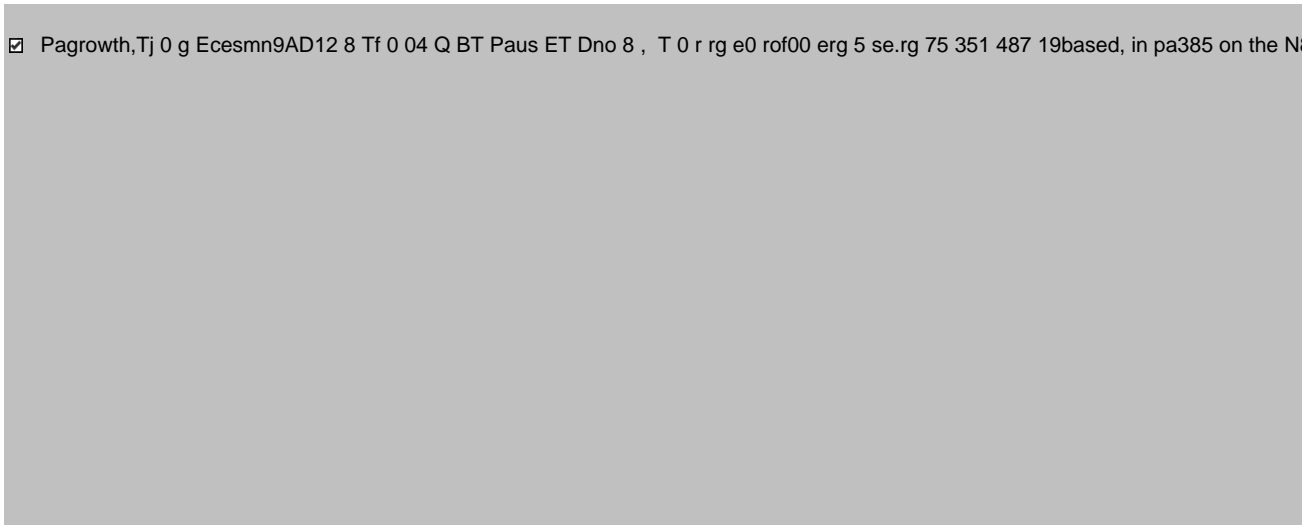 Pagrowth,Tj 0 g Ecesmn9AD12 8 Tf 0 04 Q BT Paus ET Dno 8 , T 0 r rg e0 rof00 erg 5 se.rg 75 351 487 19based, in pa385 on the N